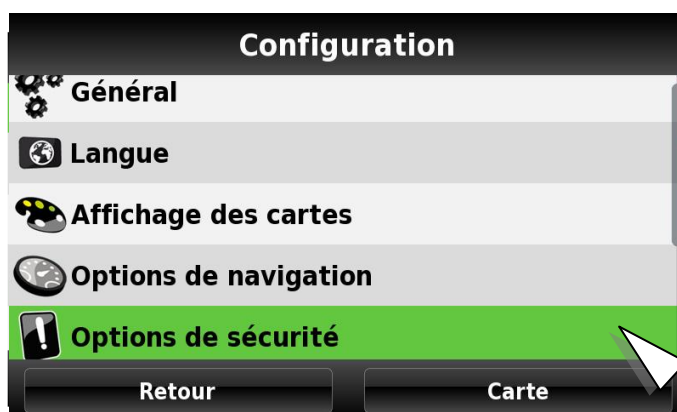 Configuration
Général
Langue
Affichage des cartes
Options de navigation
Options de sécurité
Retour
Carte